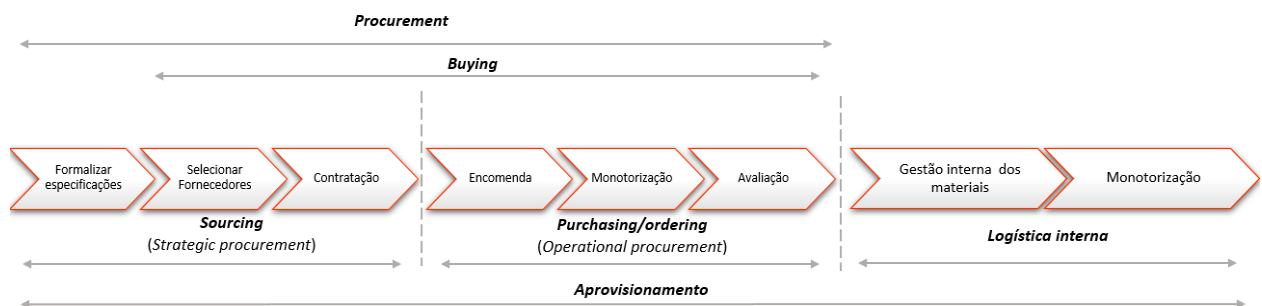 Procurement
Buying
Formalizar
especificações
Selecionar
Fornecedores
Contratação
Encomenda
Monotorização
Avaliação
Gestão interna dos
materiais
Monotorização
Sourcing
(Strategic procurement)
Purchasing/ordering
(Operational procurement)
Logística interna
Aprovisionamento